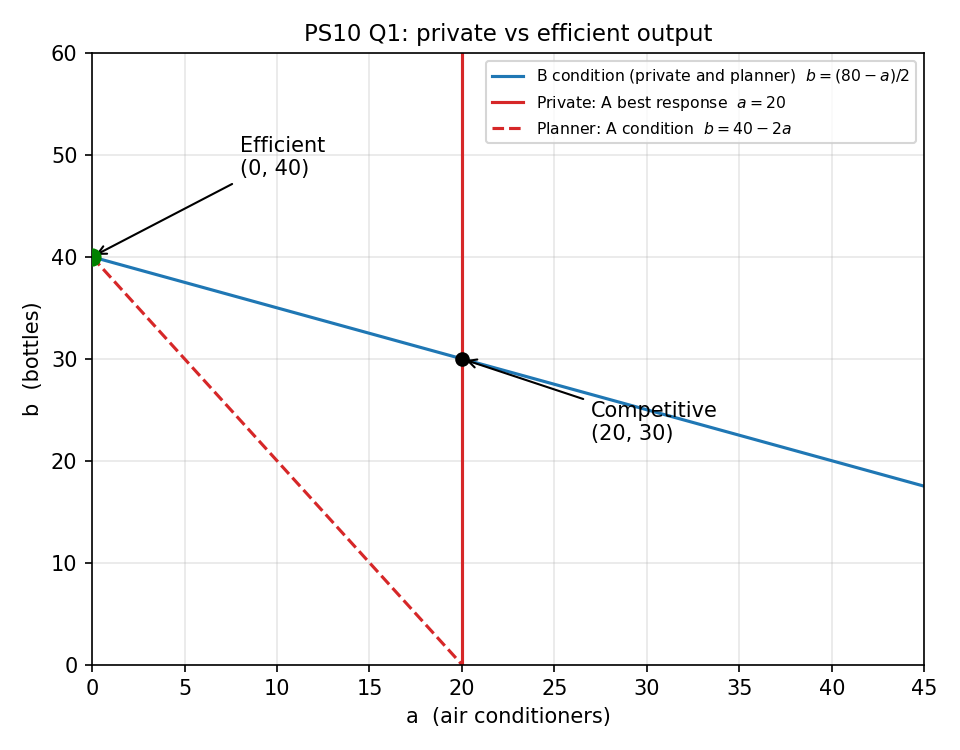 PS10 Q1: private vs efficient output
B condition (private and planner) b = (80 − a)/2
Private: A best response a = 20
Planner: A condition b = 40 − 2a
Efficient
(0, 40)
Competitive
(20, 30)
b (bottles)
60
50
40
30
20
10
0
0 5 10 15 20 25 30 35 40 45
a (air conditioners)